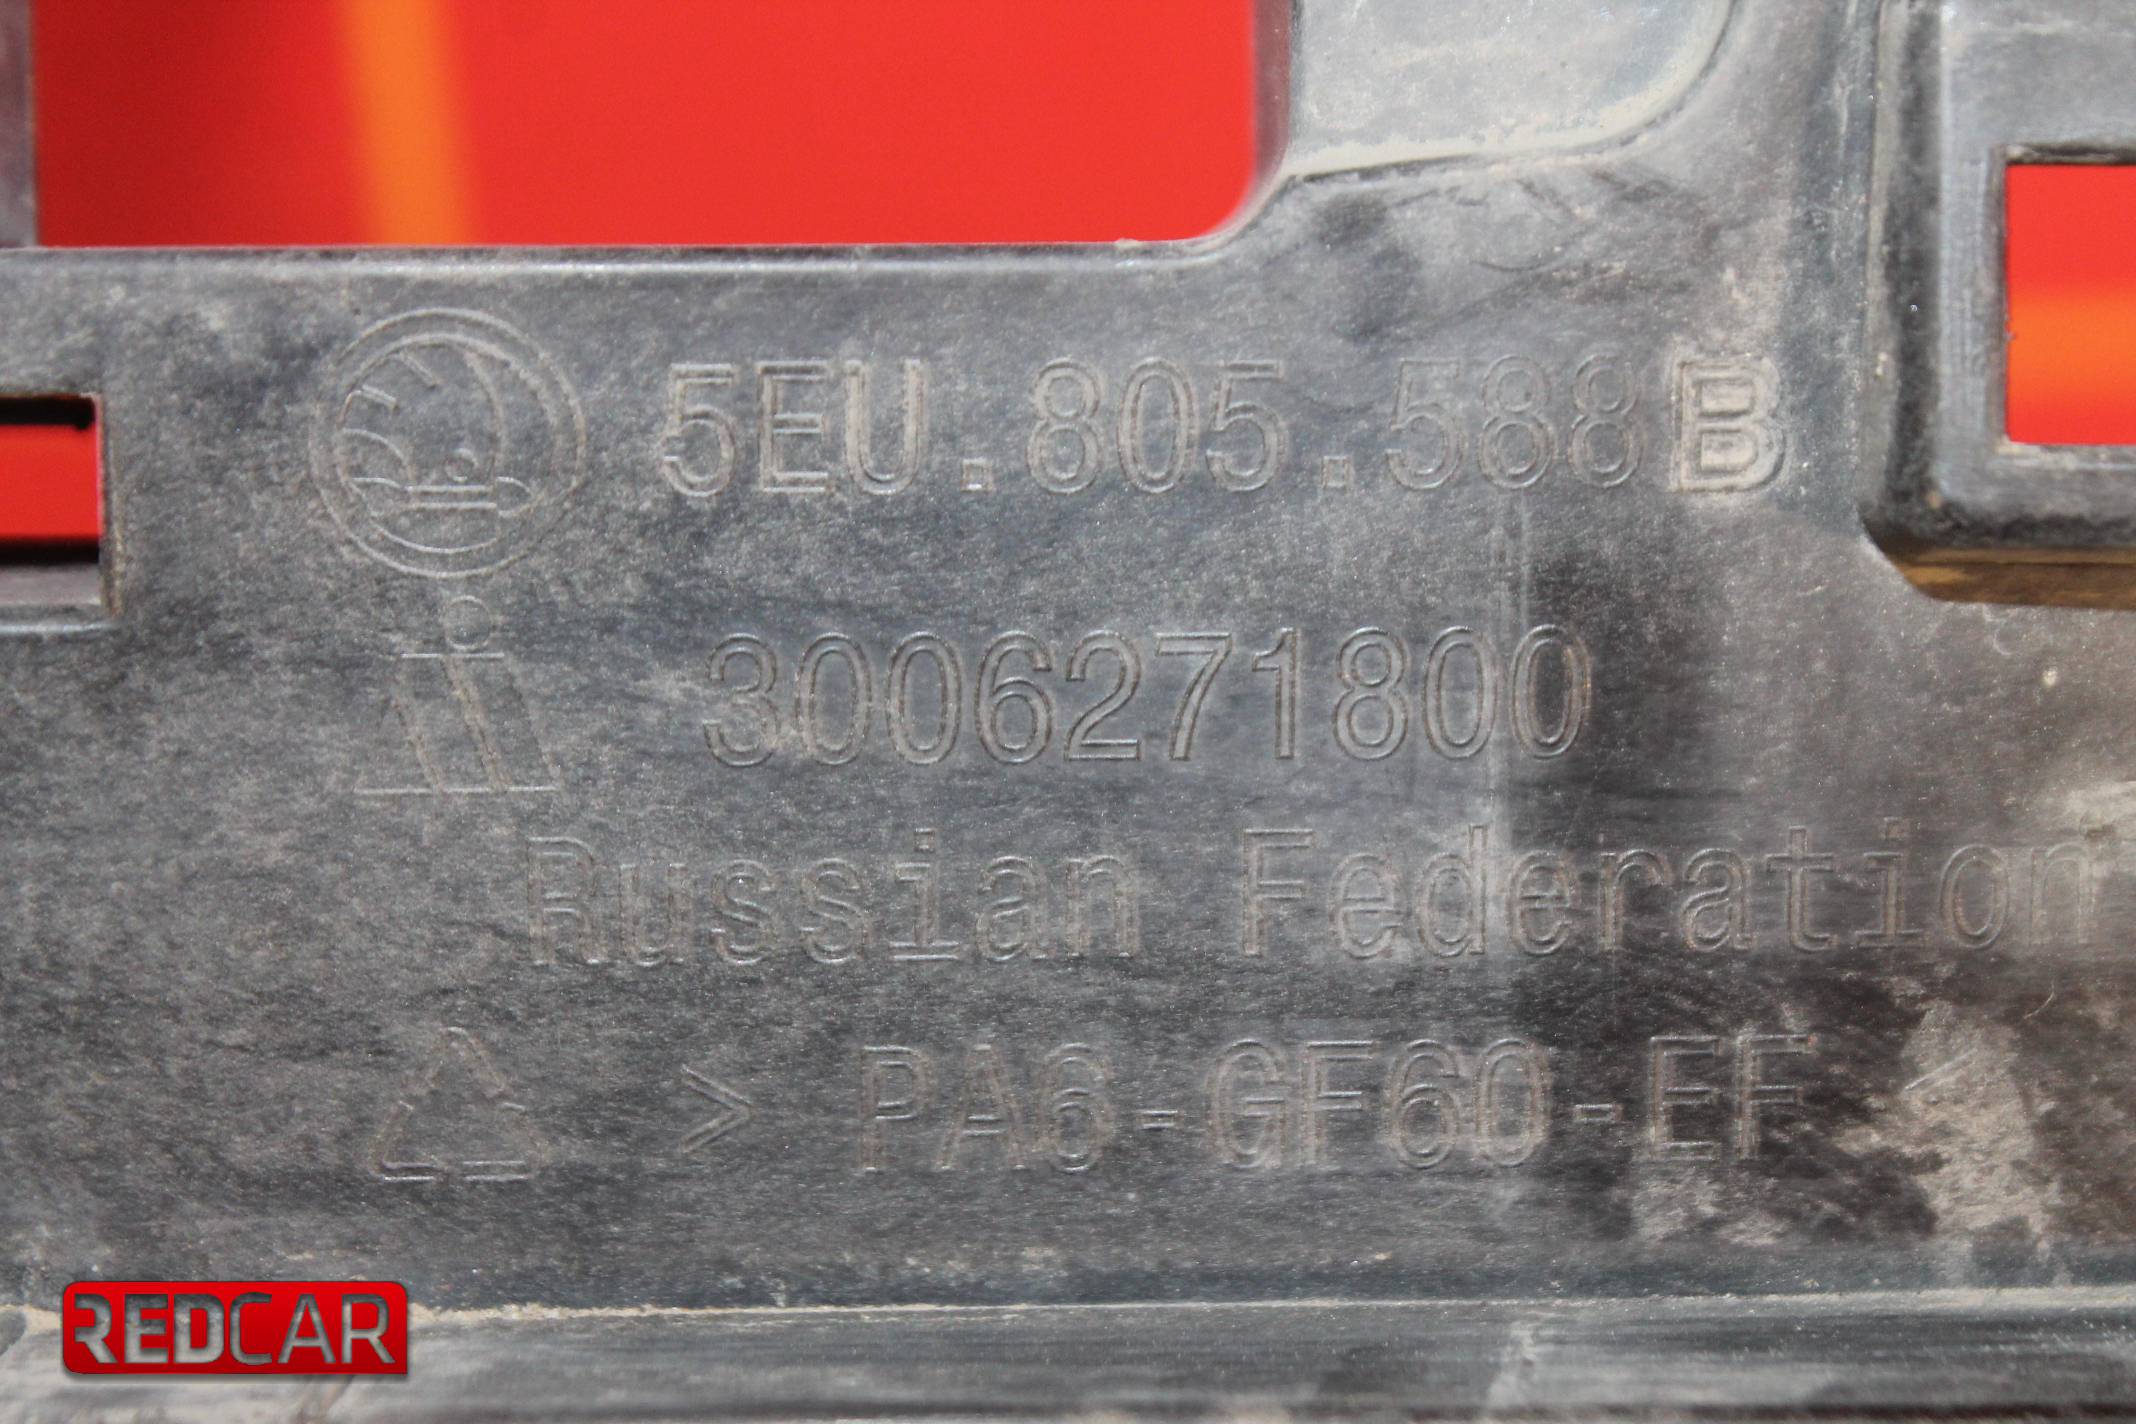 5EU.805.588B
3006271800
Russian Federation
> PA6-GF60-EF <
REDCAR